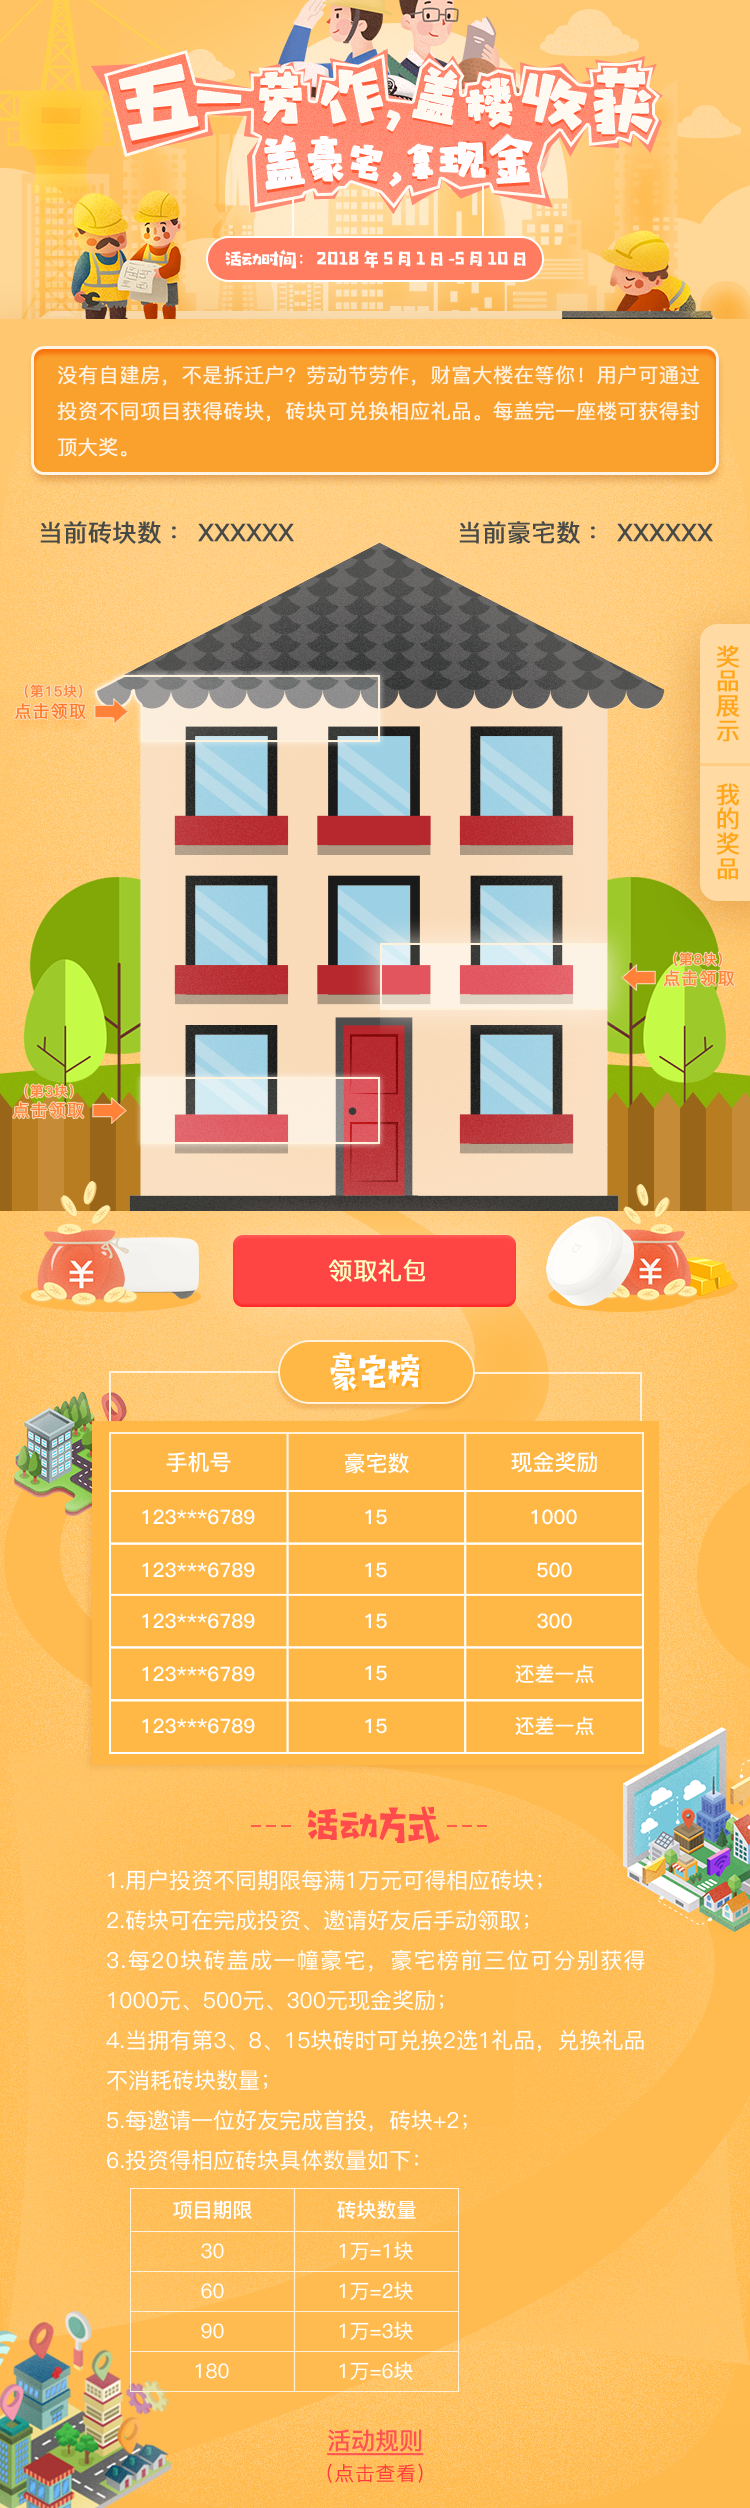 五一劳作,盖楼收获
盖豪宅,拿现金
活动时间：2018年5月1日-5月10日
没有自建房，不是拆迁户？劳动节劳作，财富大楼在等你！用户可通过
投资不同项目获得砖块，砖块可兑换相应礼品。每盖完一座楼可获得封
顶大奖。
当前砖块数： XXXXXX
当前豪宅数： XXXXXX
奖品展示
我的奖品
(第15块)
点击领取
(第8块)
点击领取
(第3块)
点击领取
¥
¥
领取礼包
豪宅榜
手机号 豪宅数 现金奖励
123***6789 15 1000
123***6789 15 500
123***6789 15 300
123***6789 15 还差一点
123***6789 15 还差一点
--- 活动方式 ---
1.用户投资不同期限每满1万元可得相应砖块；
2.砖块可在完成投资、邀请好友后手动领取；
3.每20块砖盖成一幢豪宅，豪宅榜前三位可分别获得
1000元、500元、300元现金奖励；
4.当拥有第3、8、15块砖时可兑换2选1礼品，兑换礼品
不消耗砖块数量；
5.每邀请一位好友完成首投，砖块+2；
6.投资得相应砖块具体数量如下：
项目期限 砖块数量
30 1万=1块
60 1万=2块
90 1万=3块
180 1万=6块
活动规则
（点击查看）